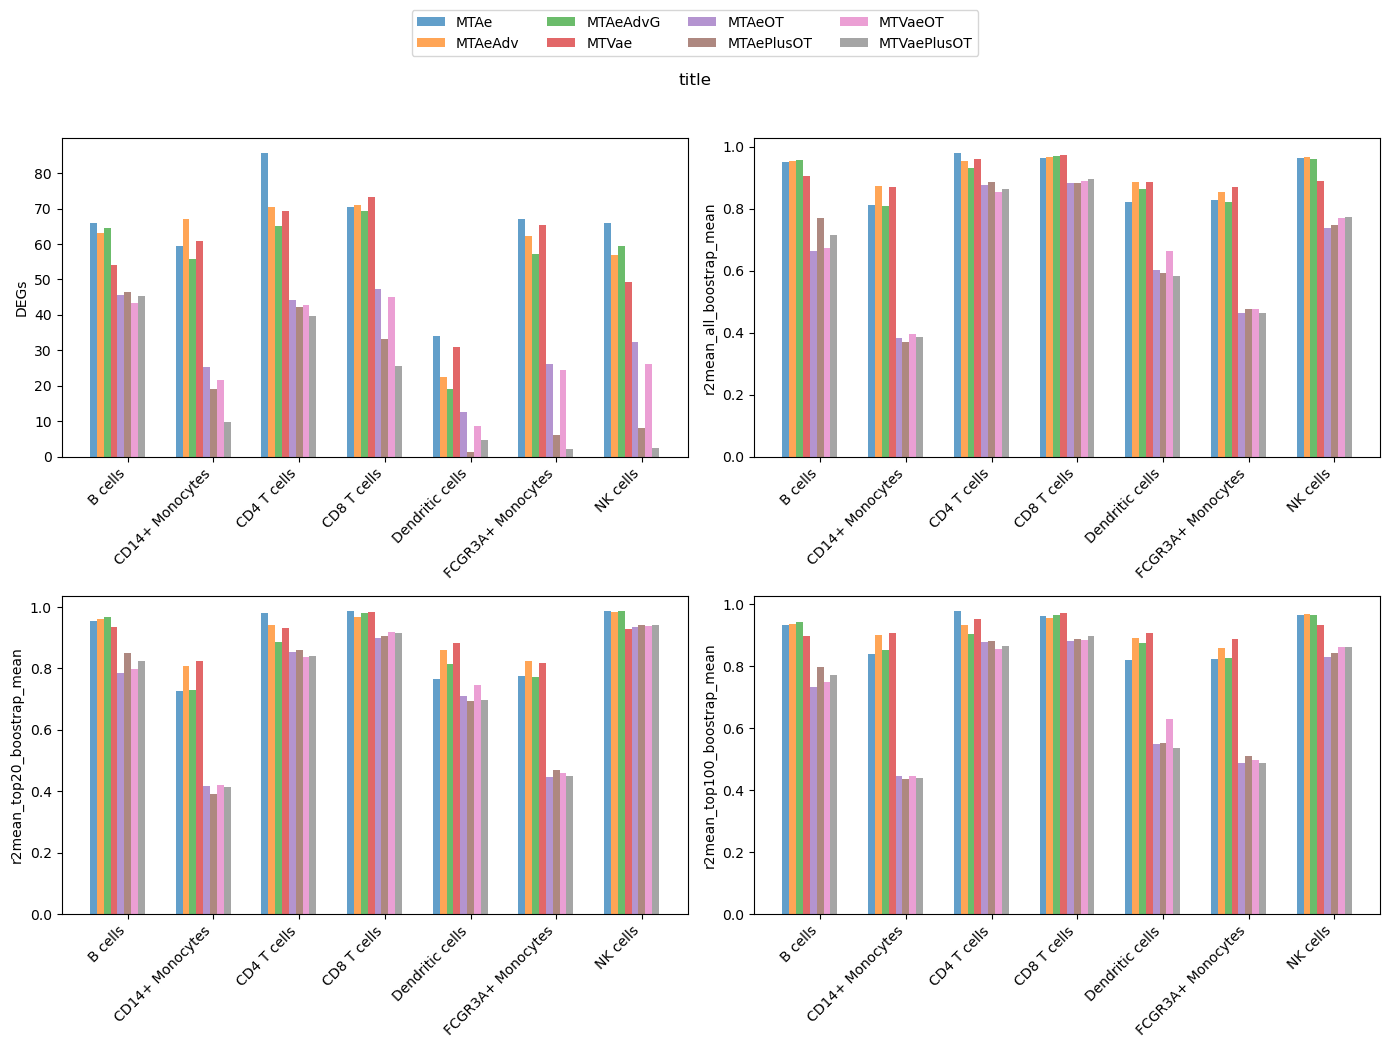 MTAe MTAeAdvG MTAeOT MTVaeOT
MTAeAdv MTVae MTAePlusOT MTVaePlusOT
title
DEGs
0
10
20
30
40
50
60
70
80
B cells
CD14+ Monocytes
CD4 T cells
CD8 T cells
Dendritic cells
FCGR3A+ Monocytes
NK cells
r2mean_all_boostrap_mean
0.0
0.2
0.4
0.6
0.8
1.0
B cells
CD14+ Monocytes
CD4 T cells
CD8 T cells
Dendritic cells
FCGR3A+ Monocytes
NK cells
r2mean_top20_boostrap_mean
0.0
0.2
0.4
0.6
0.8
1.0
B cells
CD14+ Monocytes
CD4 T cells
CD8 T cells
Dendritic cells
FCGR3A+ Monocytes
NK cells
r2mean_top100_boostrap_mean
0.0
0.2
0.4
0.6
0.8
1.0
B cells
CD14+ Monocytes
CD4 T cells
CD8 T cells
Dendritic cells
FCGR3A+ Monocytes
NK cells